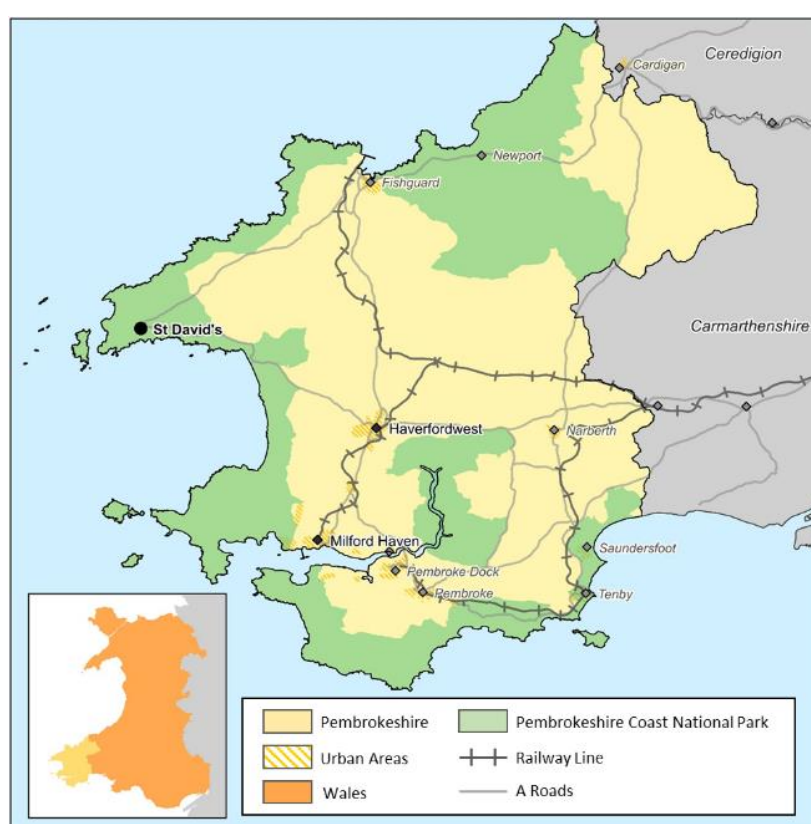 Ceredigion
Cardigan
Newport
Fishguard
St David's
Carmarthenshire
Haverfordwest
Narberth
Milford Haven
Saundersfoot
Pembroke Dock
Pembroke
Tenby
Pembrokeshire
Pembrokeshire Coast National Park
Urban Areas
Railway Line
Wales
A Roads